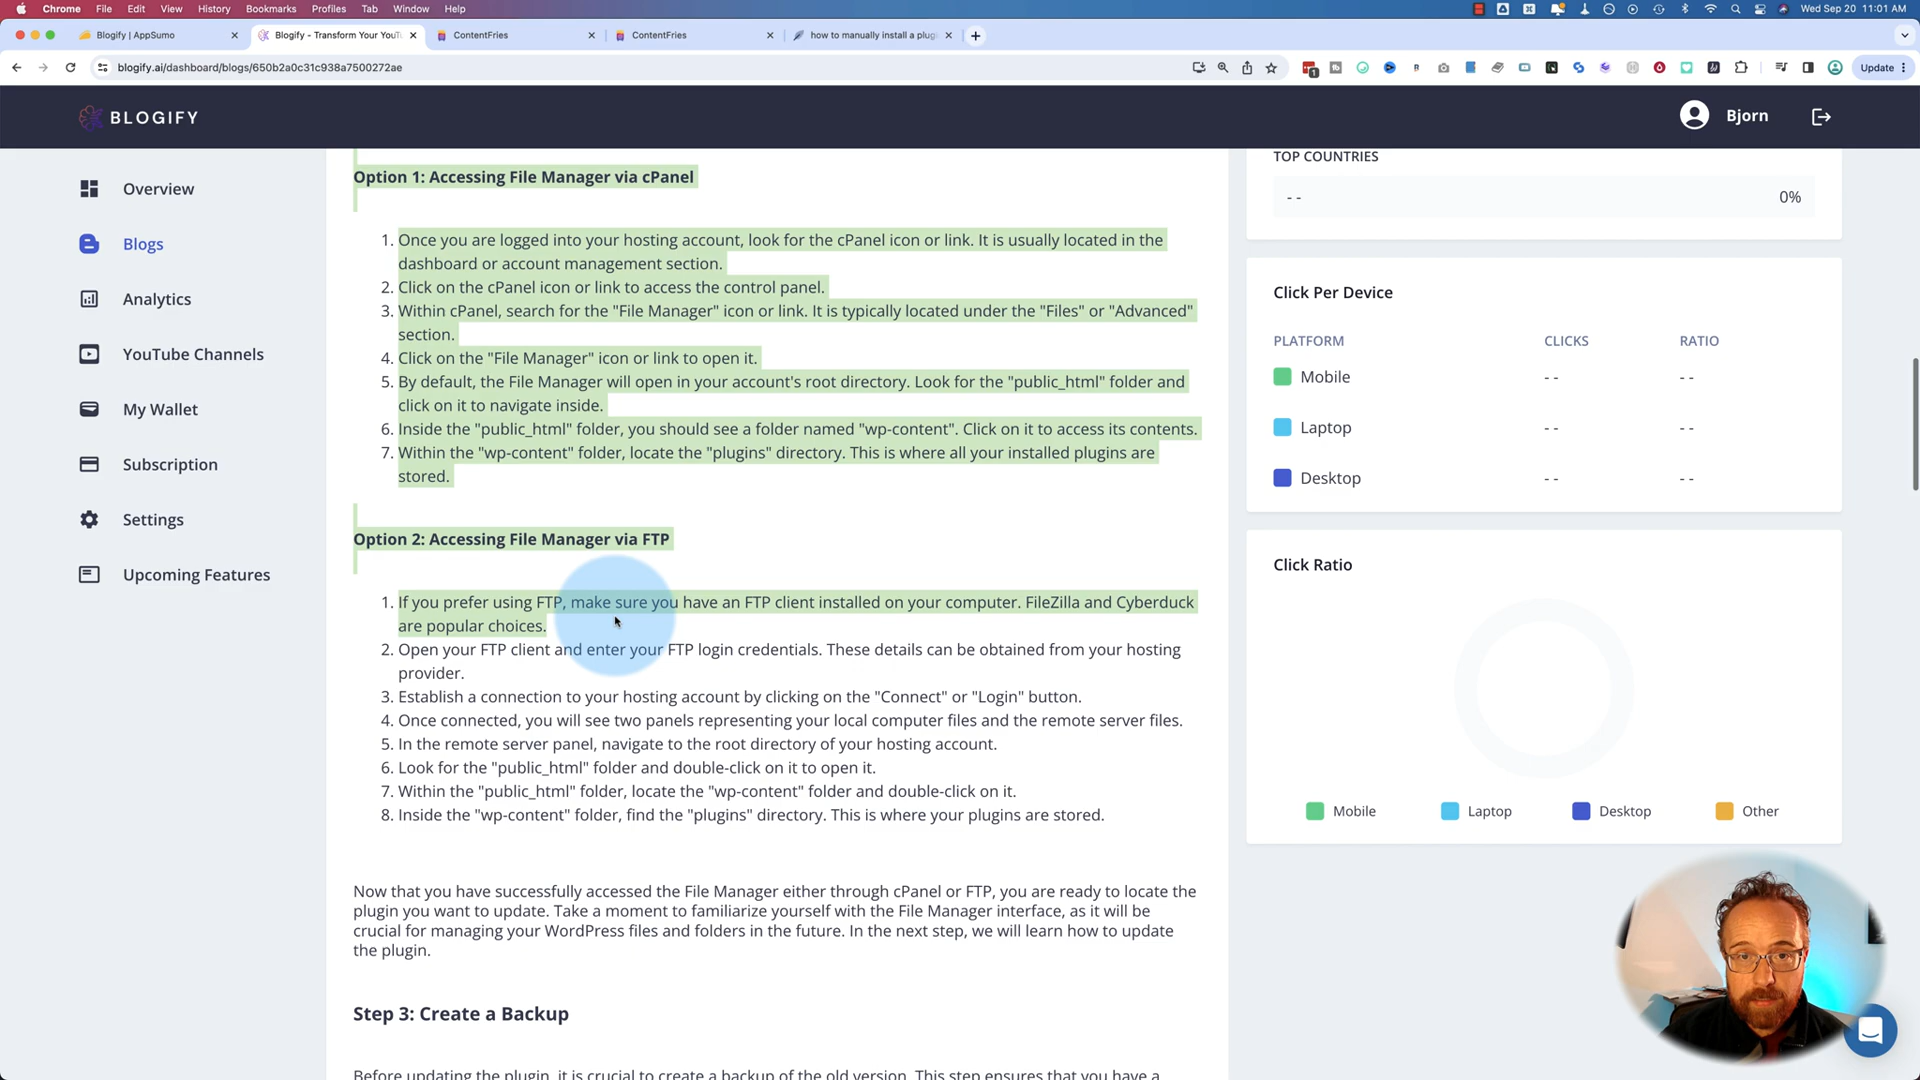 Chrome File Edit View History Bookmarks Profiles Tab Window Help Wed Sep 20 11:01 AM
Blogify | AppSumo Blogify - Transform Your YouT ContentFries ContentFries how to manually install a plug
blogify.ai/dashboard/blogs/650b2a0c31c938a7500272ae Update
BLOGIFY Bjorn
Overview
Blogs
Analytics
YouTube Channels
My Wallet
Subscription
Settings
Upcoming Features
Option 1: Accessing File Manager via cPanel
1. Once you are logged into your hosting account, look for the cPanel icon or link. It is usually located in the
dashboard or account management section.
2. Click on the cPanel icon or link to access the control panel.
3. Within cPanel, search for the "File Manager" icon or link. It is typically located under the "Files" or "Advanced"
section.
4. Click on the "File Manager" icon or link to open it.
5. By default, the File Manager will open in your account's root directory. Look for the "public_html" folder and
click on it to navigate inside.
6. Inside the "public_html" folder, you should see a folder named "wp-content". Click on it to access its contents.
7. Within the "wp-content" folder, locate the "plugins" directory. This is where all your installed plugins are
stored.
Option 2: Accessing File Manager via FTP
1. If you prefer using FTP, make sure you have an FTP client installed on your computer. FileZilla and Cyberduck
are popular choices.
2. Open your FTP client and enter your FTP login credentials. These details can be obtained from your hosting
provider.
3. Establish a connection to your hosting account by clicking on the "Connect" or "Login" button.
4. Once connected, you will see two panels representing your local computer files and the remote server files.
5. In the remote server panel, navigate to the root directory of your hosting account.
6. Look for the "public_html" folder and double-click on it to open it.
7. Within the "public_html" folder, locate the "wp-content" folder and double-click on it.
8. Inside the "wp-content" folder, find the "plugins" directory. This is where your plugins are stored.
Now that you have successfully accessed the File Manager either through cPanel or FTP, you are ready to locate the
plugin you want to update. Take a moment to familiarize yourself with the File Manager interface, as it will be
crucial for managing your WordPress files and folders in the future. In the next step, we will learn how to update
the plugin.
Step 3: Create a Backup
Before updating the plugin, it is crucial to create a backup of the old version. This step ensures that you have a
TOP COUNTRIES
- - 0%
Click Per Device
PLATFORM CLICKS RATIO
Mobile - - - -
Laptop - - - -
Desktop - - - -
Click Ratio
Mobile Laptop Desktop Other